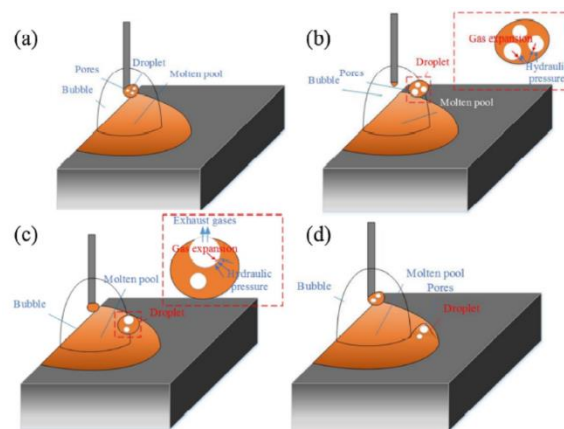 (a)
Pores
Droplet
Molten pool
Bubble
(b)
Gas expansion
Hydraulic
pressure
Droplet
Pores
Bubble
Molten pool
(c)
Exhaust gases
Gas expansion
Hydraulic
pressure
Molten pool
Bubble
Droplet
(d)
Molten pool
Bubble
Pores
Droplet